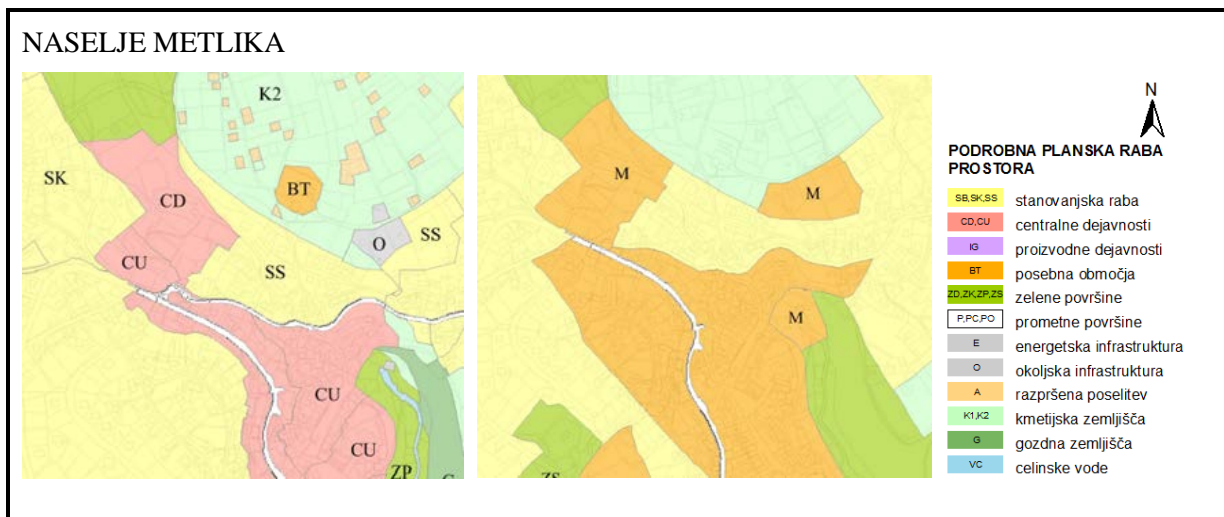 NASELJE METLIKA
K2
SK
BT
CD
O
SS
SS
CU
CU
CU
ZP
G
M
M
M
ZS
N
PODROBNA PLANSKA RABA
PROSTORA
SB,SK,SS stanovanjska raba
CD,CU centralne dejavnosti
IG proizvodne dejavnosti
BT posebna območja
ZD,ZK,ZP,ZS zelene površine
P,PC,PO prometne površine
E energetska infrastruktura
O okoljska infrastruktura
A razpršena poselitev
K1,K2 kmetijska zemljišča
G gozdna zemljišča
VC celinske vode